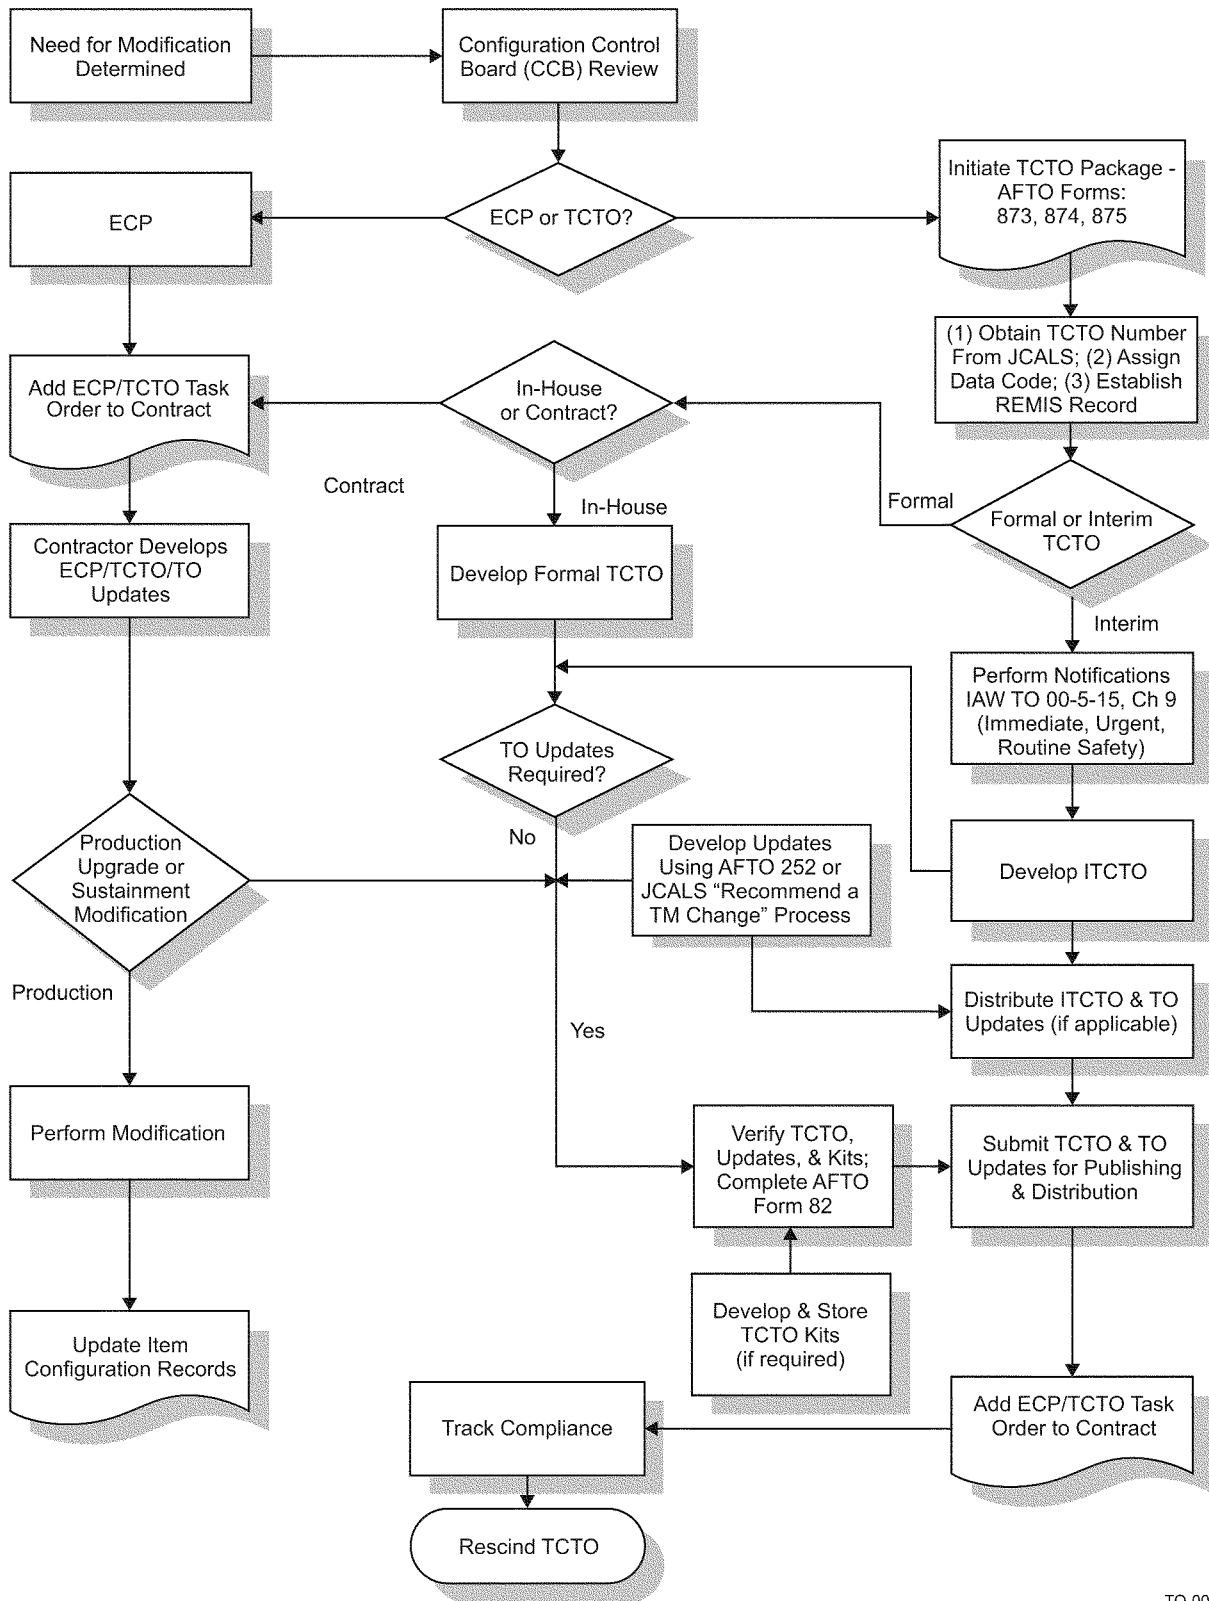 Need for Modification
Determined
Configuration Control
Board (CCB) Review
ECP
ECP or TCTO?
Initiate TCTO Package -
AFTO Forms:
873, 874, 875
(1) Obtain TCTO Number
From JCALS; (2) Assign
Data Code; (3) Establish
REMIS Record
Add ECP/TCTO Task
Order to Contract
In-House
or Contract?
Contract
In-House
Formal
Formal or Interim
TCTO
Contractor Develops
ECP/TCTO/TO
Updates
Develop Formal TCTO
Interim
Perform Notifications
IAW TO 00-5-15, Ch 9
(Immediate, Urgent,
Routine Safety)
TO Updates
Required?
No
Production
Upgrade or
Sustainment
Modification
Develop Updates
Using AFTO 252 or
JCALS “Recommend a
TM Change” Process
Develop ITCTO
Production
Yes
Distribute ITCTO & TO
Updates (if applicable)
Perform Modification
Verify TCTO,
Updates, & Kits;
Complete AFTO
Form 82
Submit TCTO & TO
Updates for Publishing
& Distribution
Develop & Store
TCTO Kits
(if required)
Update Item
Configuration Records
Track Compliance
Add ECP/TCTO Task
Order to Contract
Rescind TCTO